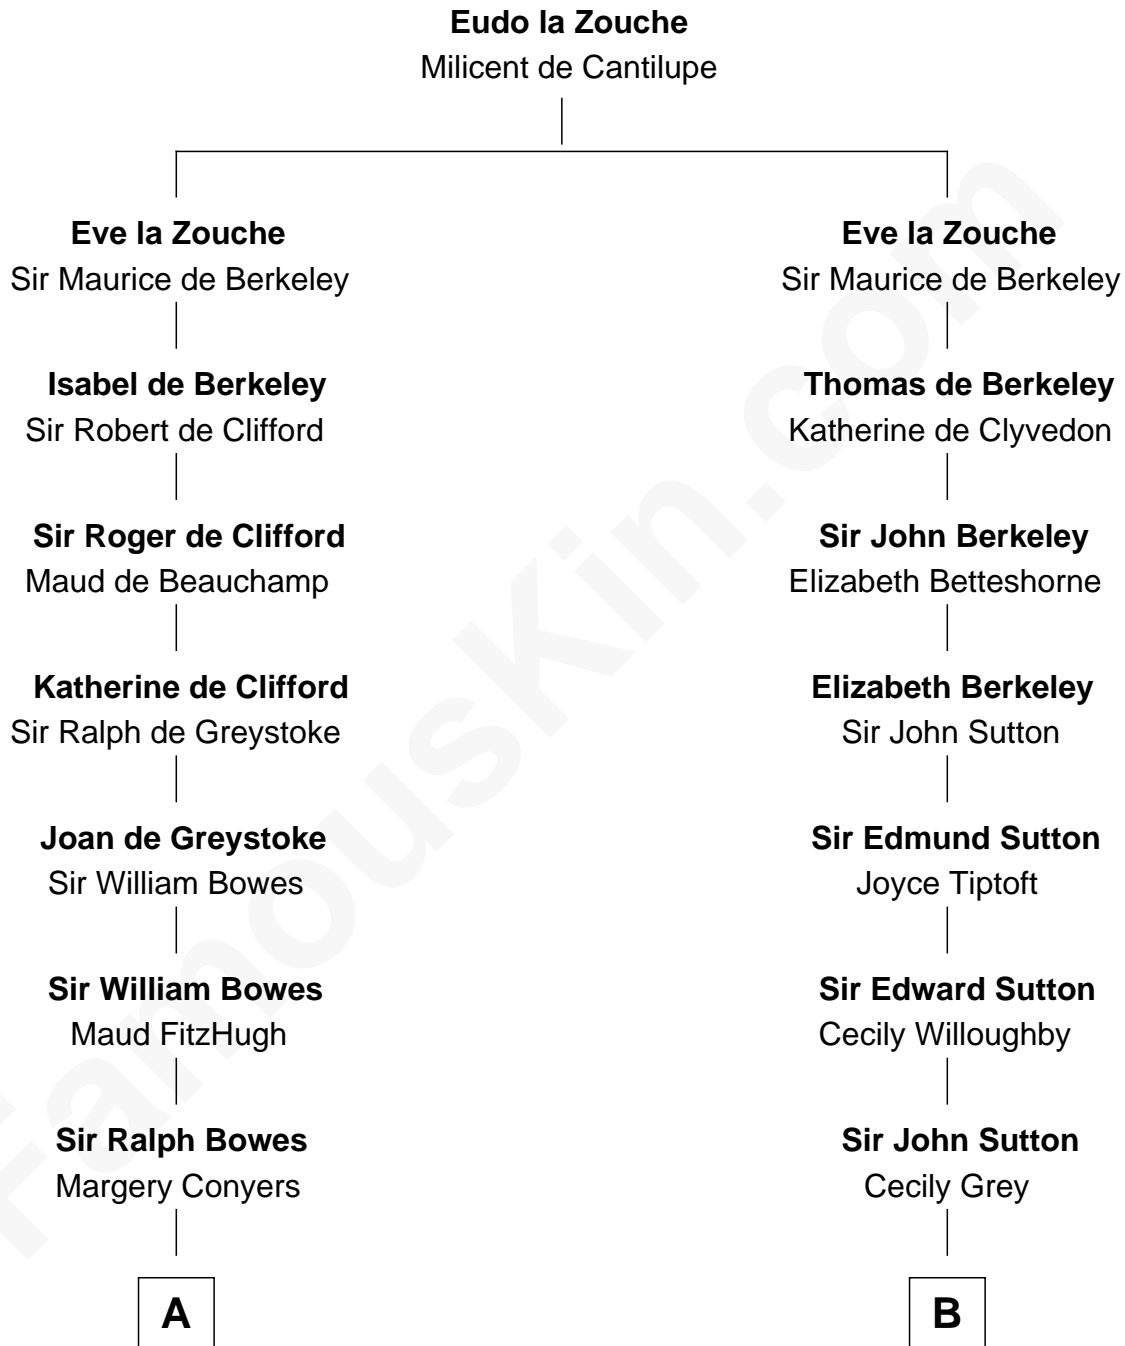 Eudo la Zouche
Milicent de Cantilupe
Eve la Zouche
Sir Maurice de Berkeley
Isabel de Berkeley
Sir Robert de Clifford
Sir Roger de Clifford
Maud de Beauchamp
Katherine de Clifford
Sir Ralph de Greystoke
Joan de Greystoke
Sir William Bowes
Sir William Bowes
Maud FitzHugh
Sir Ralph Bowes
Margery Conyers
A
Eve la Zouche
Sir Maurice de Berkeley
Thomas de Berkeley
Katherine de Clyvedon
Sir John Berkeley
Elizabeth Betteshorne
Elizabeth Berkeley
Sir John Sutton
Sir Edmund Sutton
Joyce Tiptoft
Sir Edward Sutton
Cecily Willoughby
Sir John Sutton
Cecily Grey
B
FamousKin.com